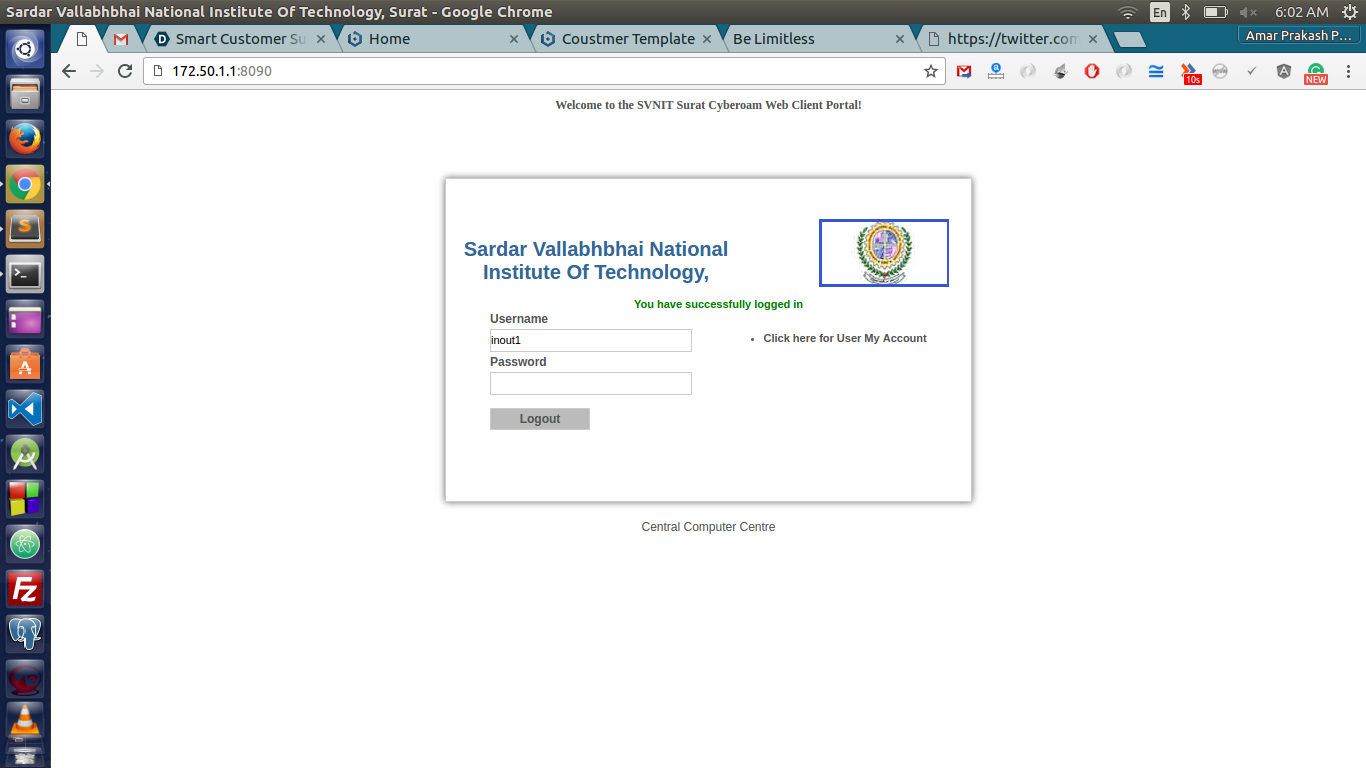 Sardar Vallabhbhai National Institute Of Technology, Surat - Google Chrome
En
6:02 AM
Smart Customer Su
Home
Coustmer Template
Be Limitless
https://twitter.com
Amar Prakash P...
172.50.1.1:8090
10s
NEW
Welcome to the SVNIT Surat Cyberoam Web Client Portal!
Sardar Vallabhbhai National
Institute Of Technology,
You have successfully logged in
Username
inout1
Click here for User My Account
Password
Logout
Central Computer Centre